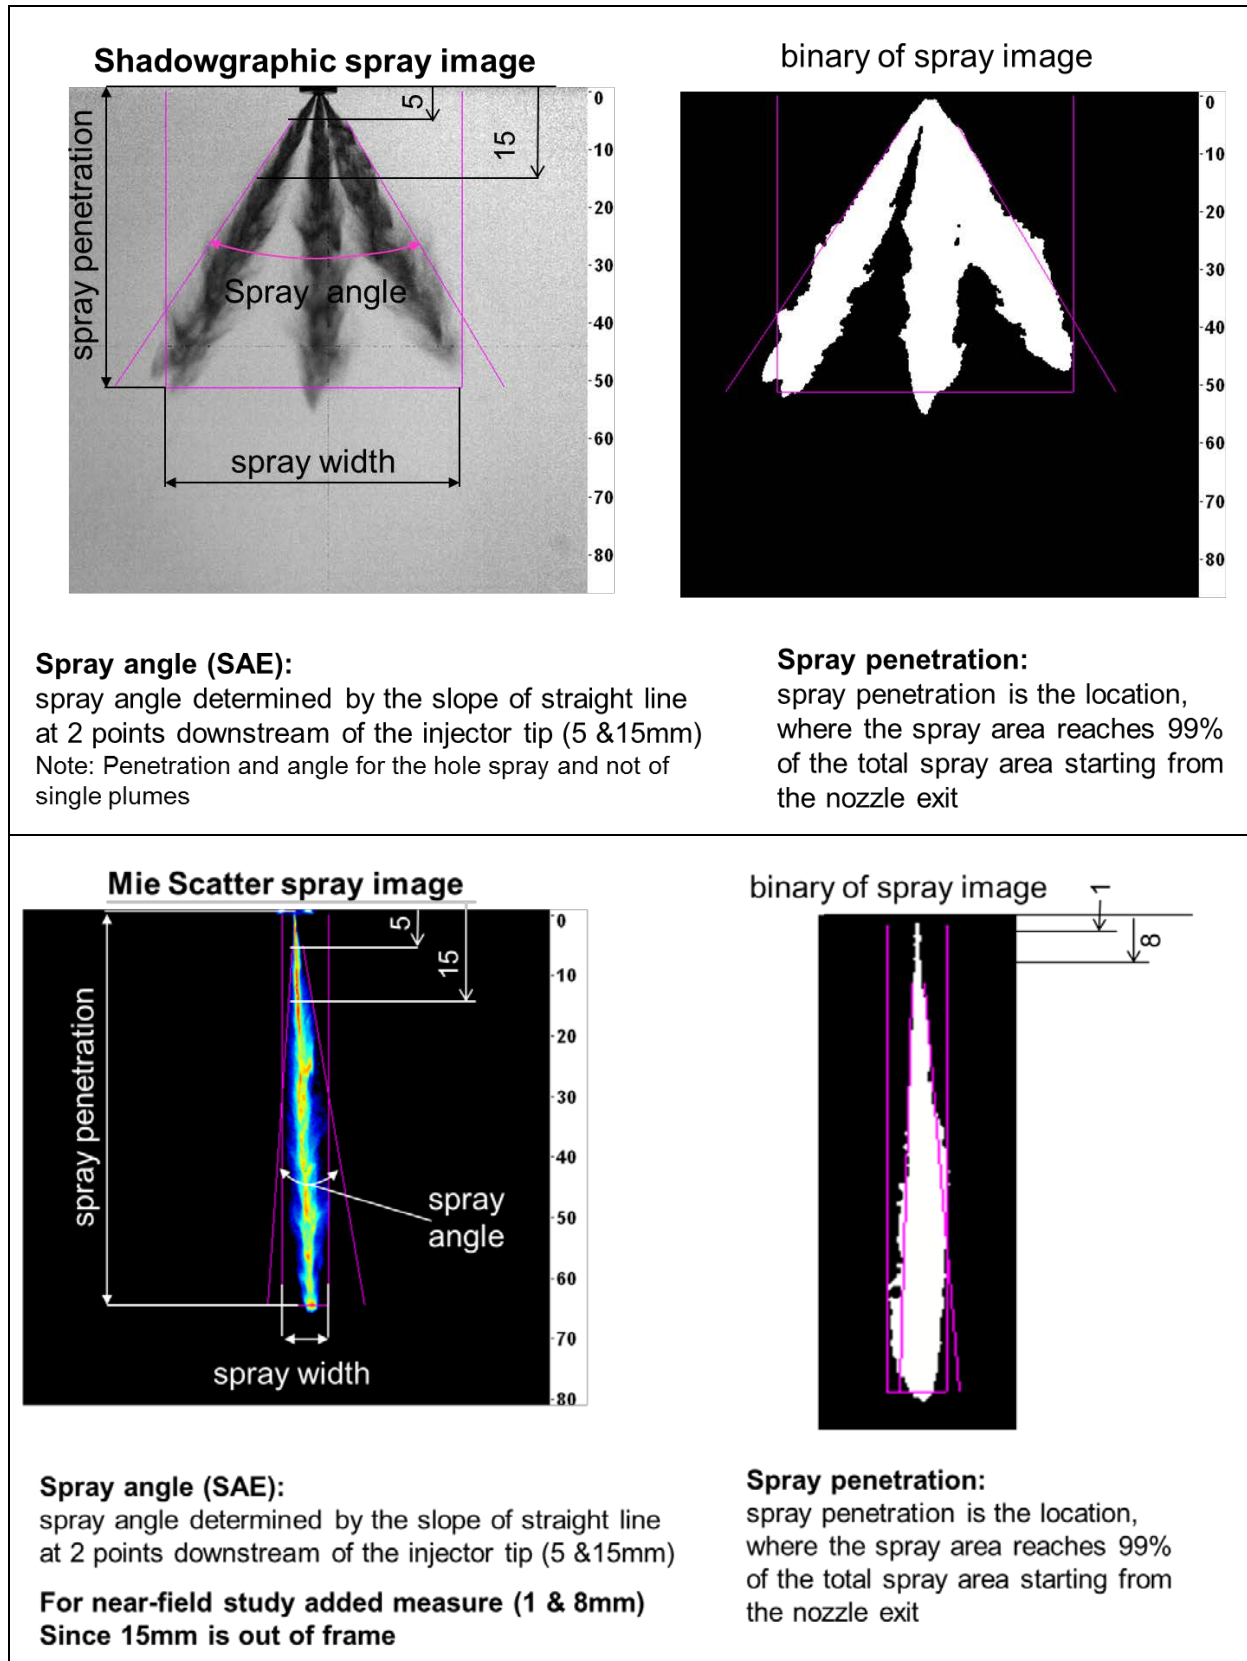 Shadowgraphic spray image
binary of spray image
spray penetration
5
15
Spray angle
spray width
0
-10
-20
-30
-40
-50
-60
-70
-80
0
-10
-20
-30
-40
-50
-60
-70
-80
Spray angle (SAE):
spray angle determined by the slope of straight line
at 2 points downstream of the injector tip (5 &15mm)
Note: Penetration and angle for the hole spray and not of
single plumes
Spray penetration:
spray penetration is the location,
where the spray area reaches 99%
of the total spray area starting from
the nozzle exit
Mie Scatter spray image
binary of spray image
spray penetration
5
15
spray
angle
spray width
0
-10
-20
-30
-40
-50
-60
-70
-80
1
8
Spray angle (SAE):
spray angle determined by the slope of straight line
at 2 points downstream of the injector tip (5 &15mm)
For near-field study added measure (1 & 8mm)
Since 15mm is out of frame
Spray penetration:
spray penetration is the location,
where the spray area reaches 99%
of the total spray area starting from
the nozzle exit